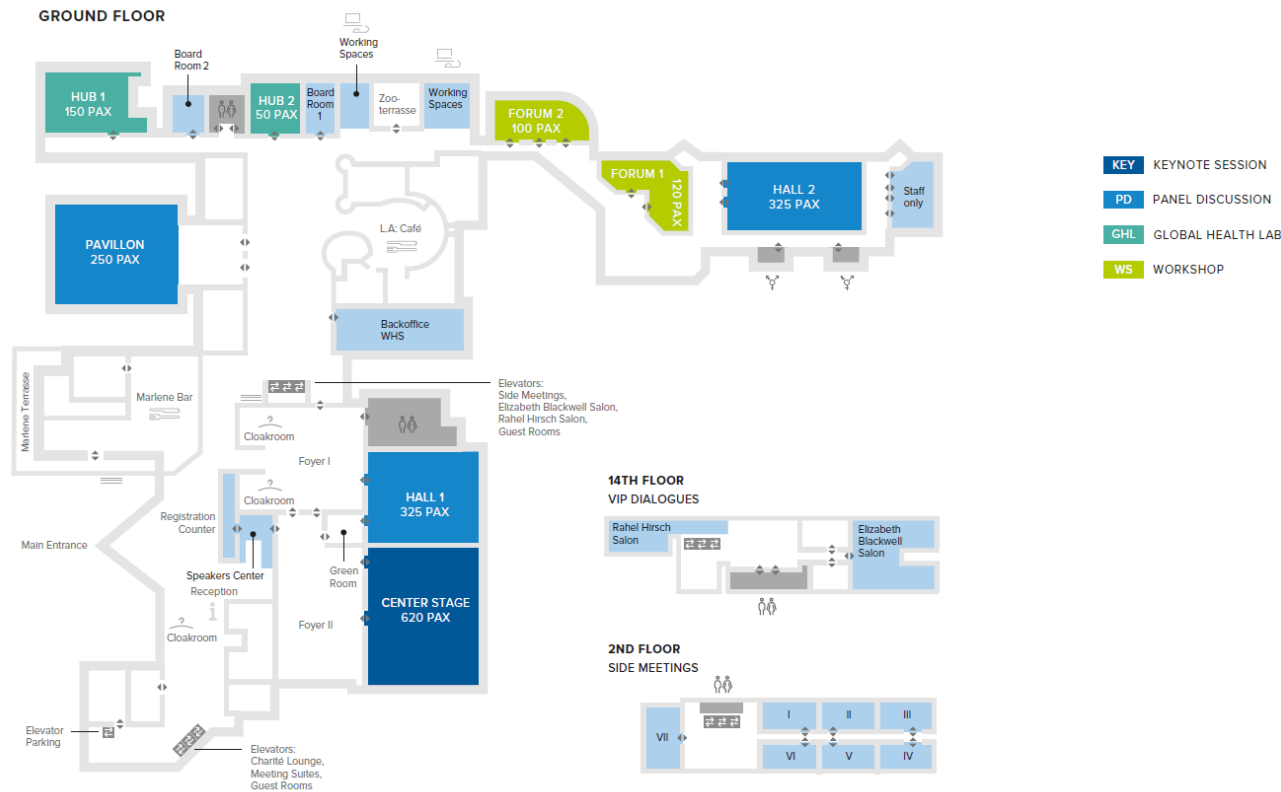 GROUND FLOOR
Working
Spaces
Board
Room 2
HUB 1
150 PAX
HUB 2
50 PAX
Board
Room
1
Zoo-
terrasse
Working
Spaces
FORUM 2
100 PAX
FORUM 1
120 PAX
HALL 2
325 PAX
Staff
only
KEY KEYNOTE SESSION
PD PANEL DISCUSSION
GHL GLOBAL HEALTH LAB
WS WORKSHOP
PAVILLON
250 PAX
L.A: Café
Backoffice
WHS
Marlene Terrasse
Marlene Bar
Elevators:
Side Meetings,
Elizabeth Blackwell Salon,
Rahel Hirsch Salon,
Guest Rooms
Cloakroom
Foyer I
Cloakroom
HALL 1
325 PAX
Registration
Counter
Main Entrance
Speakers Center
Reception
Green
Room
CENTER STAGE
620 PAX
Foyer II
Cloakroom
Elevator
Parking
Elevators:
Charité Lounge,
Meeting Suites,
Guest Rooms
14TH FLOOR
VIP DIALOGUES
Rahel Hirsch
Salon
Elizabeth
Blackwell
Salon
2ND FLOOR
SIDE MEETINGS
I
II
III
VII
VI
V
IV